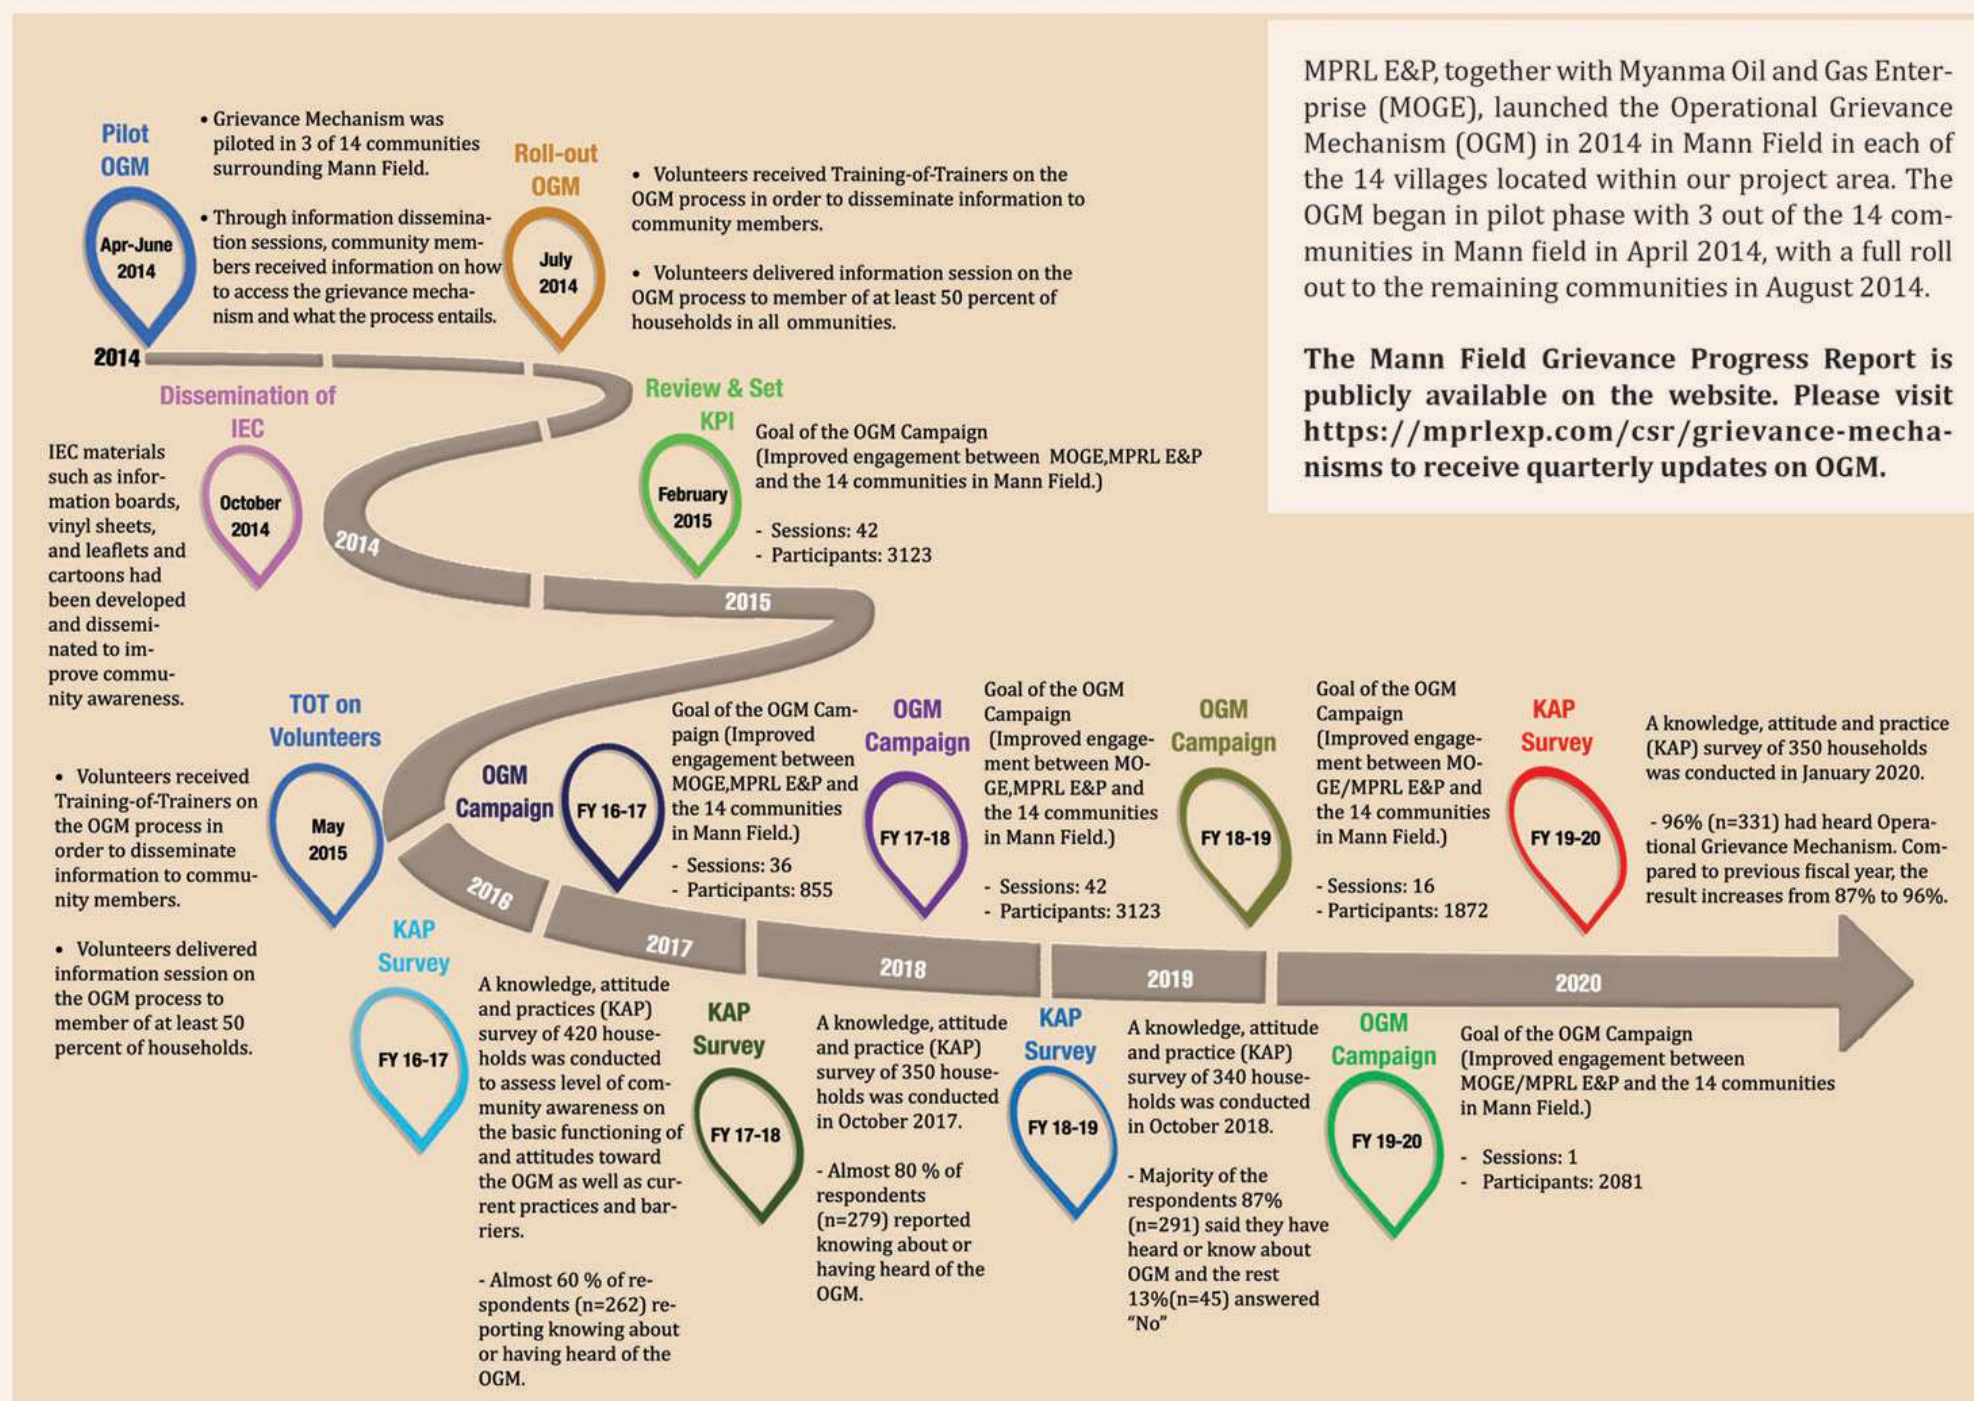 Pilot
OGM
Apr-June
2014
• Grievance Mechanism was
piloted in 3 of 14 communities
surrounding Mann Field.
• Through information dissemina-
tion sessions, community mem-
bers received information on how
to access the grievance mecha-
nism and what the process entails.
Roll-out
OGM
July
2014
• Volunteers received Training-of-Trainers on the
OGM process in order to disseminate information to
community members.
• Volunteers delivered information session on the
OGM process to member of at least 50 percent of
households in all ommunities.
MPRL E&P, together with Myanma Oil and Gas Enter-
prise (MOGE), launched the Operational Grievance
Mechanism (OGM) in 2014 in Mann Field in each of
the 14 villages located within our project area. The
OGM began in pilot phase with 3 out of the 14 com-
munities in Mann field in April 2014, with a full roll
out to the remaining communities in August 2014.
The Mann Field Grievance Progress Report is
publicly available on the website. Please visit
https://mprlexp.com/csr/grievance-mecha-
nisms to receive quarterly updates on OGM.
2014
Dissemination of
IEC
October
2014
IEC materials
such as infor-
mation boards,
vinyl sheets,
and leaflets and
cartoons had
been developed
and dissemi-
nated to im-
prove commu-
nity awareness.
2014
Review & Set
KPI
February
2015
Goal of the OGM Campaign
(Improved engagement between MOGE,MPRL E&P
and the 14 communities in Mann Field.)
- Sessions: 42
- Participants: 3123
2015
TOT on
Volunteers
May
2015
• Volunteers received
Training-of-Trainers on
the OGM process in
order to disseminate
information to commu-
nity members.
• Volunteers delivered
information session on
the OGM process to
member of at least 50
percent of households.
OGM
Campaign
FY 16-17
Goal of the OGM Cam-
paign (Improved
engagement between
MOGE,MPRL E&P and
the 14 communities
in Mann Field.)
- Sessions: 36
- Participants: 855
OGM
Campaign
FY 17-18
Goal of the OGM
Campaign
(Improved engage-
ment between MO-
GE,MPRL E&P and
the 14 communities
in Mann Field.)
- Sessions: 42
- Participants: 3123
OGM
Campaign
FY 18-19
Goal of the OGM
Campaign
(Improved engage-
ment between MO-
GE/MPRL E&P and
the 14 communities
in Mann Field.)
- Sessions: 16
- Participants: 1872
KAP
Survey
FY 19-20
A knowledge, attitude and practice
(KAP) survey of 350 households
was conducted in January 2020.
- 96% (n=331) had heard Opera-
tional Grievance Mechanism. Com-
pared to previous fiscal year, the
result increases from 87% to 96%.
2016
2017
2018
2019
2020
KAP
Survey
FY 16-17
A knowledge, attitude
and practices (KAP)
survey of 420 house-
holds was conducted
to assess level of com-
munity awareness on
the basic functioning of
and attitudes toward
the OGM as well as cur-
rent practices and bar-
riers.
- Almost 60 % of re-
spondents (n=262) re-
porting knowing about
or having heard of the
OGM.
KAP
Survey
FY 17-18
A knowledge, attitude
and practice (KAP)
survey of 350 house-
holds was conducted
in October 2017.
- Almost 80 % of
respondents
(n=279) reported
knowing about or
having heard of the
OGM.
KAP
Survey
FY 18-19
A knowledge, attitude
and practice (KAP)
survey of 340 house-
holds was conducted
in October 2018.
- Majority of the
respondents 87%
(n=291) said they have
heard or know about
OGM and the rest
13%(n=45) answered
“No”
OGM
Campaign
FY 19-20
Goal of the OGM Campaign
(Improved engagement between
MOGE/MPRL E&P and the 14 communities
in Mann Field.)
- Sessions: 1
- Participants: 2081